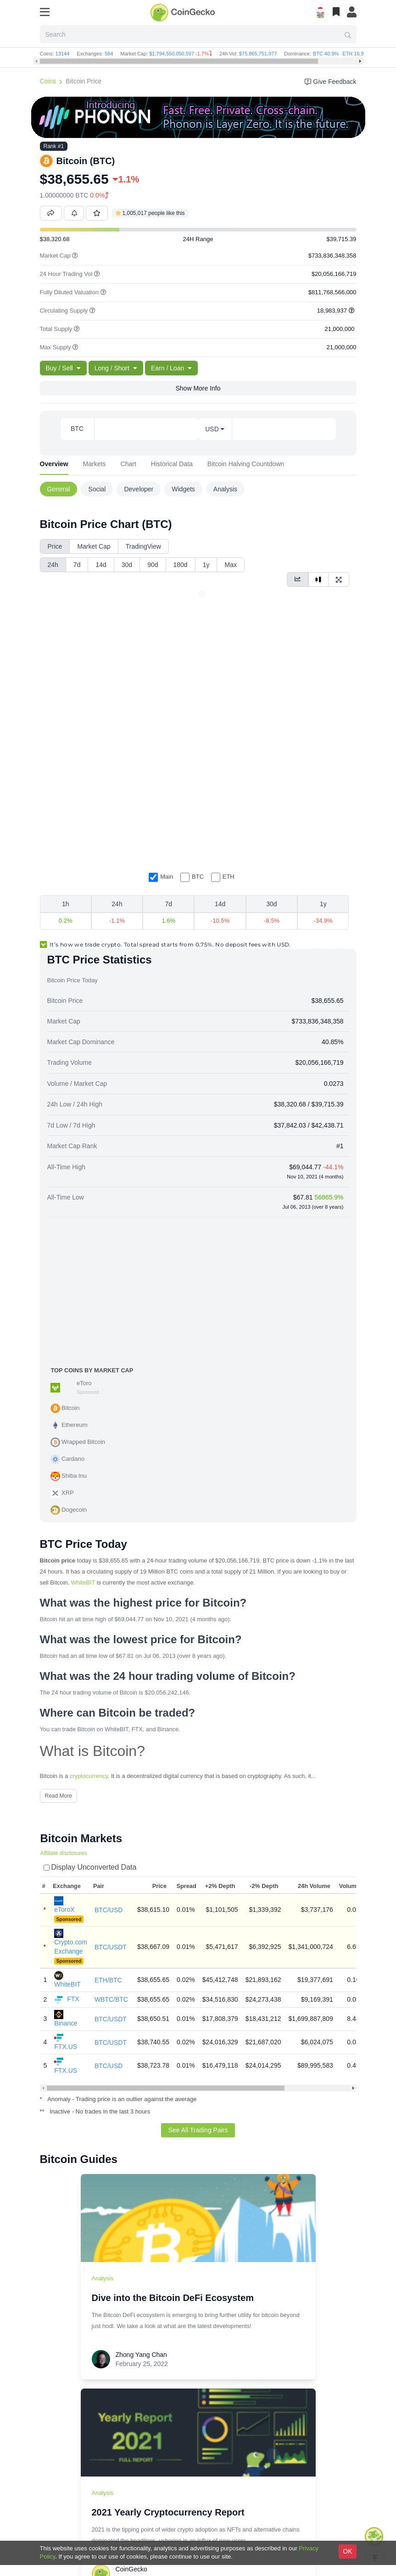 CoinGecko
Search
Coins: 13144 Exchanges: 564 Market Cap: $1,794,550,000,597 -1.7% 24h Vol: $75,865,751,977 Dominance: BTC 40.9% ETH 16.9
Coins Bitcoin Price
Give Feedback
Introducing PHONON
Fast. Free. Private. Cross-chain. Phonon is Layer Zero. It is the future.
Rank #1
Bitcoin (BTC)
$38,655.65 1.1%
1.00000000 BTC 0.0%
1,005,017 people like this
$38,320.68 24H Range $39,715.39
Market Cap $733,836,348,358
24 Hour Trading Vol $20,056,166,719
Fully Diluted Valuation $811,768,566,000
Circulating Supply 18,983,937
Total Supply 21,000,000
Max Supply 21,000,000
Buy / Sell Long / Short Earn / Loan
Show More Info
BTC USD
Overview Markets Chart Historical Data Bitcoin Halving Countdown
General Social Developer Widgets Analysis
Bitcoin Price Chart (BTC)
Price Market Cap TradingView
24h 7d 14d 30d 90d 180d 1y Max
Main BTC ETH
1h 24h 7d 14d 30d 1y
0.2% -1.1% 1.6% -10.5% -8.5% -34.9%
It's how we trade crypto. Total spread starts from 0.75%. No deposit fees with USD.
BTC Price Statistics
Bitcoin Price Today
Bitcoin Price $38,655.65
Market Cap $733,836,348,358
Market Cap Dominance 40.85%
Trading Volume $20,056,166,719
Volume / Market Cap 0.0273
24h Low / 24h High $38,320.68 / $39,715.39
7d Low / 7d High $37,842.03 / $42,438.71
Market Cap Rank #1
All-Time High $69,044.77 -44.1%
Nov 10, 2021 (4 months)
All-Time Low $67.81 56865.9%
Jul 06, 2013 (over 8 years)
TOP COINS BY MARKET CAP
eToro
Sponsored
Bitcoin
Ethereum
Wrapped Bitcoin
Cardano
Shiba Inu
XRP
Dogecoin
BTC Price Today
Bitcoin price today is $38,655.65 with a 24-hour trading volume of $20,056,166,719. BTC price is down -1.1% in the last
24 hours. It has a circulating supply of 19 Million BTC coins and a total supply of 21 Million. If you are looking to buy or
sell Bitcoin, WhiteBIT is currently the most active exchange.
What was the highest price for Bitcoin?
Bitcoin hit an all time high of $69,044.77 on Nov 10, 2021 (4 months ago).
What was the lowest price for Bitcoin?
Bitcoin had an all time low of $67.81 on Jul 06, 2013 (over 8 years ago).
What was the 24 hour trading volume of Bitcoin?
The 24 hour trading volume of Bitcoin is $20,056,242,146.
Where can Bitcoin be traded?
You can trade Bitcoin on WhiteBIT, FTX, and Binance.
What is Bitcoin?
Bitcoin is a cryptocurrency. It is a decentralized digital currency that is based on cryptography. As such, it...
Read More
Bitcoin Markets
Affiliate disclosures
Display Unconverted Data
# Exchange Pair Price Spread +2% Depth -2% Depth 24h Volume Volum
* eToroX Sponsored BTC/USD $38,615.10 0.01% $1,101,505 $1,339,392 $3,737,176 0.0
* Crypto.com Exchange Sponsored BTC/USDT $38,667.09 0.01% $5,471,617 $6,392,925 $1,341,000,724 6.6
1 WhiteBIT ETH/BTC $38,655.65 0.02% $45,412,748 $21,893,162 $19,377,691 0.1
2 FTX WBTC/BTC $38,655.65 0.02% $34,516,830 $24,273,438 $9,169,391 0.0
3 Binance BTC/USDT $38,650.51 0.01% $17,808,379 $18,431,212 $1,699,887,809 8.4
4 FTX.US BTC/USDT $38,740.55 0.02% $24,016,329 $21,687,020 $6,024,075 0.0
5 FTX.US BTC/USD $38,723.78 0.01% $16,479,118 $24,014,295 $89,995,583 0.4
* Anomaly - Trading price is an outlier against the average
** Inactive - No trades in the last 3 hours
See All Trading Pairs
Bitcoin Guides
Analysis
Dive into the Bitcoin DeFi Ecosystem
The Bitcoin DeFi ecosystem is emerging to bring further utility for bitcoin beyond
just hodl. We take a look at what are the latest developments!
Zhong Yang Chan
February 25, 2022
Yearly Report
2021
FULL REPORT
Analysis
2021 Yearly Cryptocurrency Report
2021 is the tipping point of wider crypto adoption as NFTs and alternative chains
This website uses cookies for functionality, analytics and advertising purposes as described in our Privacy
Policy. If you agree to our use of cookies, please continue to use our site.
OK
CoinGecko